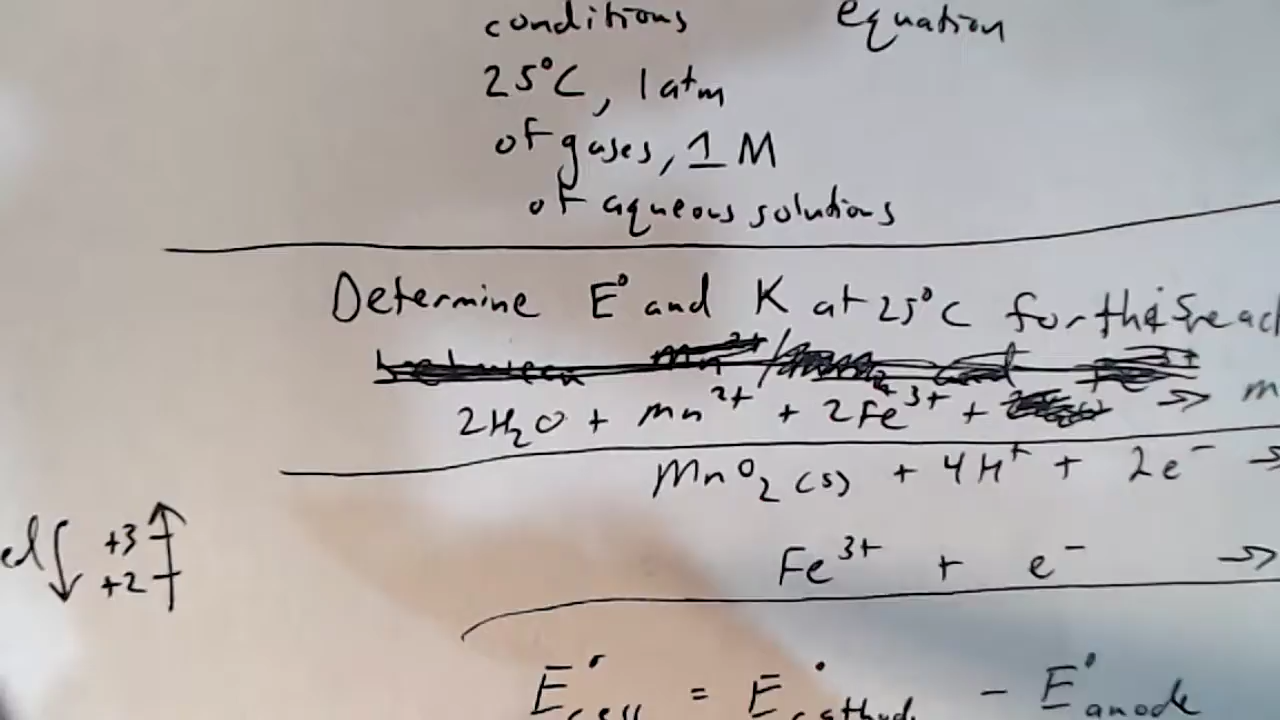 conditions equation
25°C, 1 atm
of gases, 1 M
of aqueous solutions
Determine E° and K at 25°C for this reac
2H₂O + Mn²⁺ + 2Fe³⁺ + → m
MnO₂(s) + 4H⁺ + 2e⁻ →
+3
+2
Fe³⁺ + e⁻ →
E°cell = E°cathode - E°anode